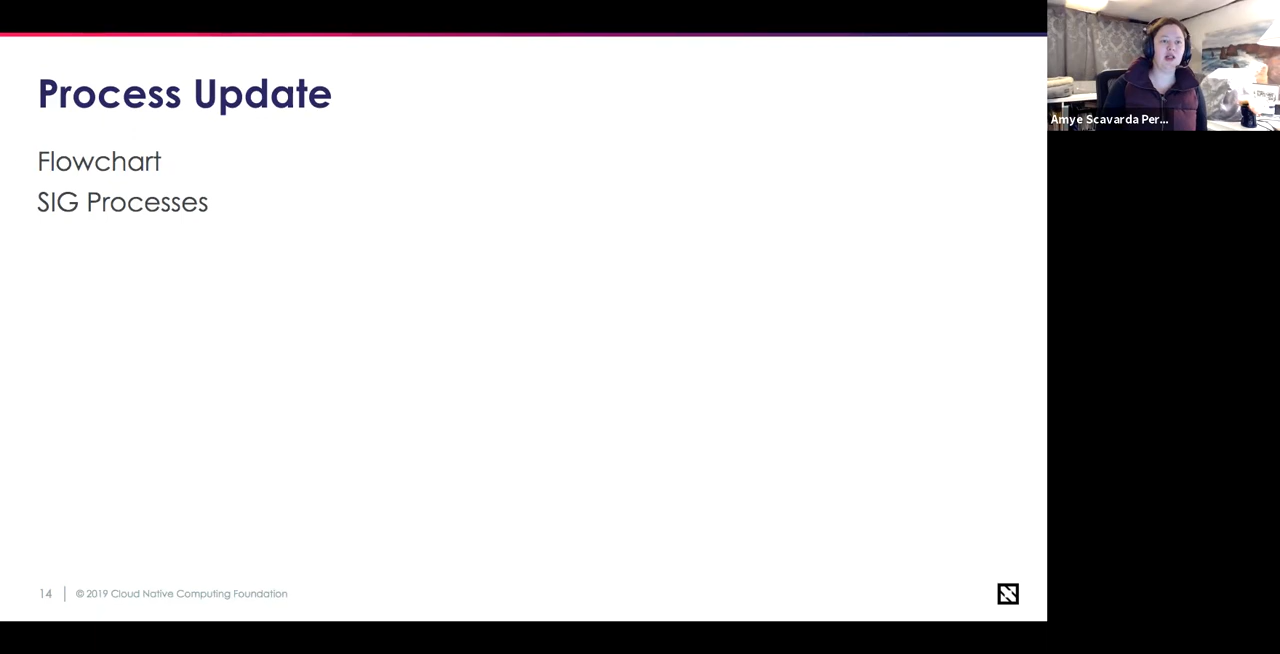 Process Update
Flowchart
SIG Processes
14
© 2019 Cloud Native Computing Foundation
Amye Scavarda Per...